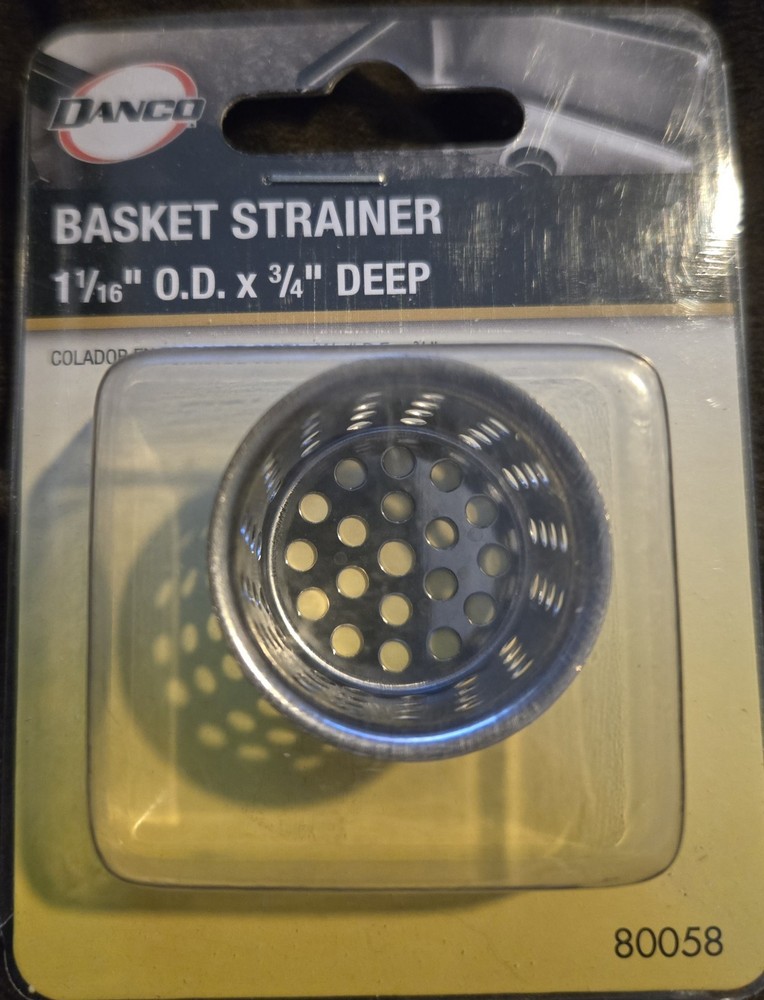 DANCO
BASKET STRAINER
1 1/16" O.D. x 3/4" DEEP
COLADOR
80058